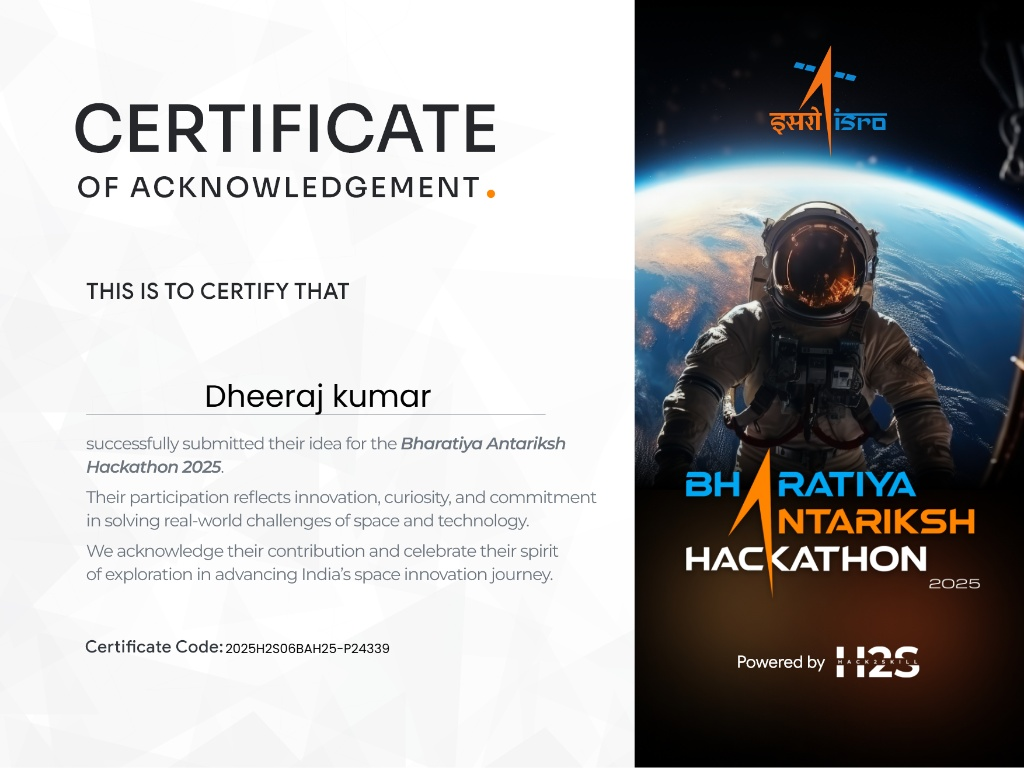 CERTIFICATE
OF ACKNOWLEDGEMENT.
THIS IS TO CERTIFY THAT
Dheeraj kumar
successfully submitted their idea for the Bharatiya Antariksh
Hackathon 2025.
Their participation reflects innovation, curiosity, and commitment
in solving real-world challenges of space and technology.
We acknowledge their contribution and celebrate their spirit
of exploration in advancing India's space innovation journey.
Certificate Code: 2025H2S06BAH25-P24339
इसरो isro
BHARATIYA
ANTARIKSH
HACKATHON
2025
Powered by H2S
HACK2SKILL